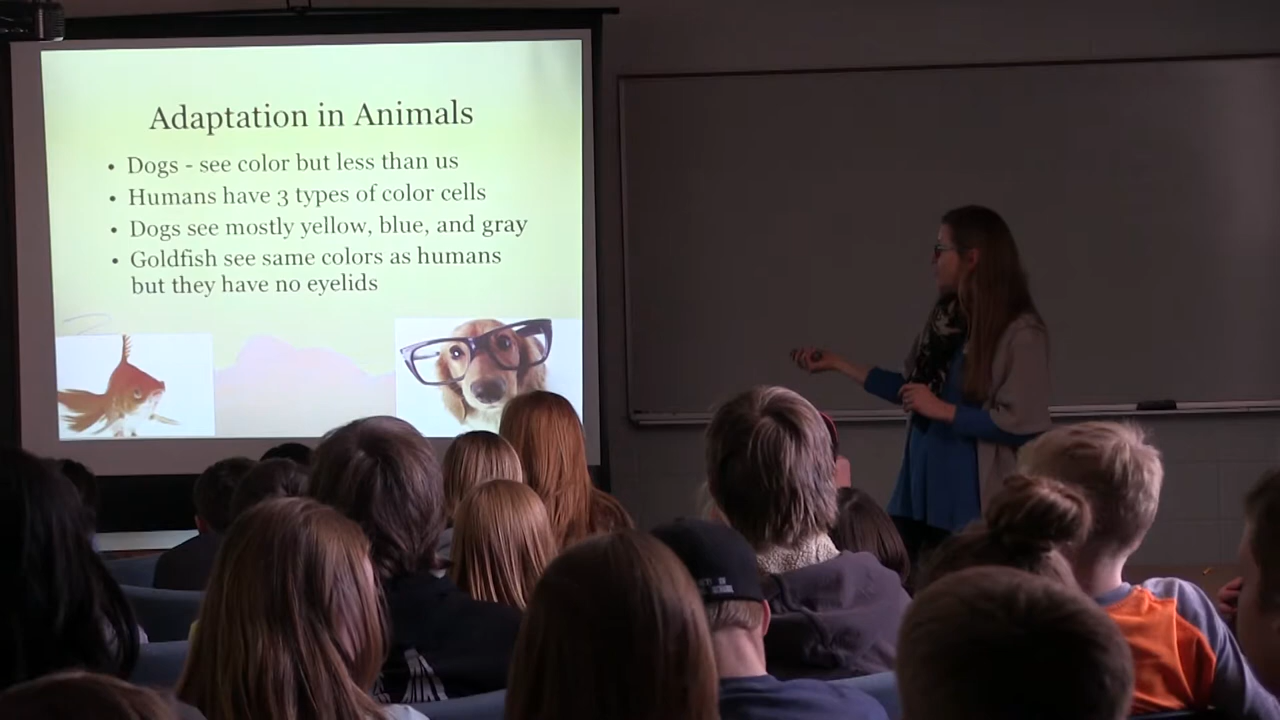 Adaptation in Animals
• Dogs - see color but less than us
• Humans have 3 types of color cells
• Dogs see mostly yellow, blue, and gray
• Goldfish see same colors as humans
but they have no eyelids